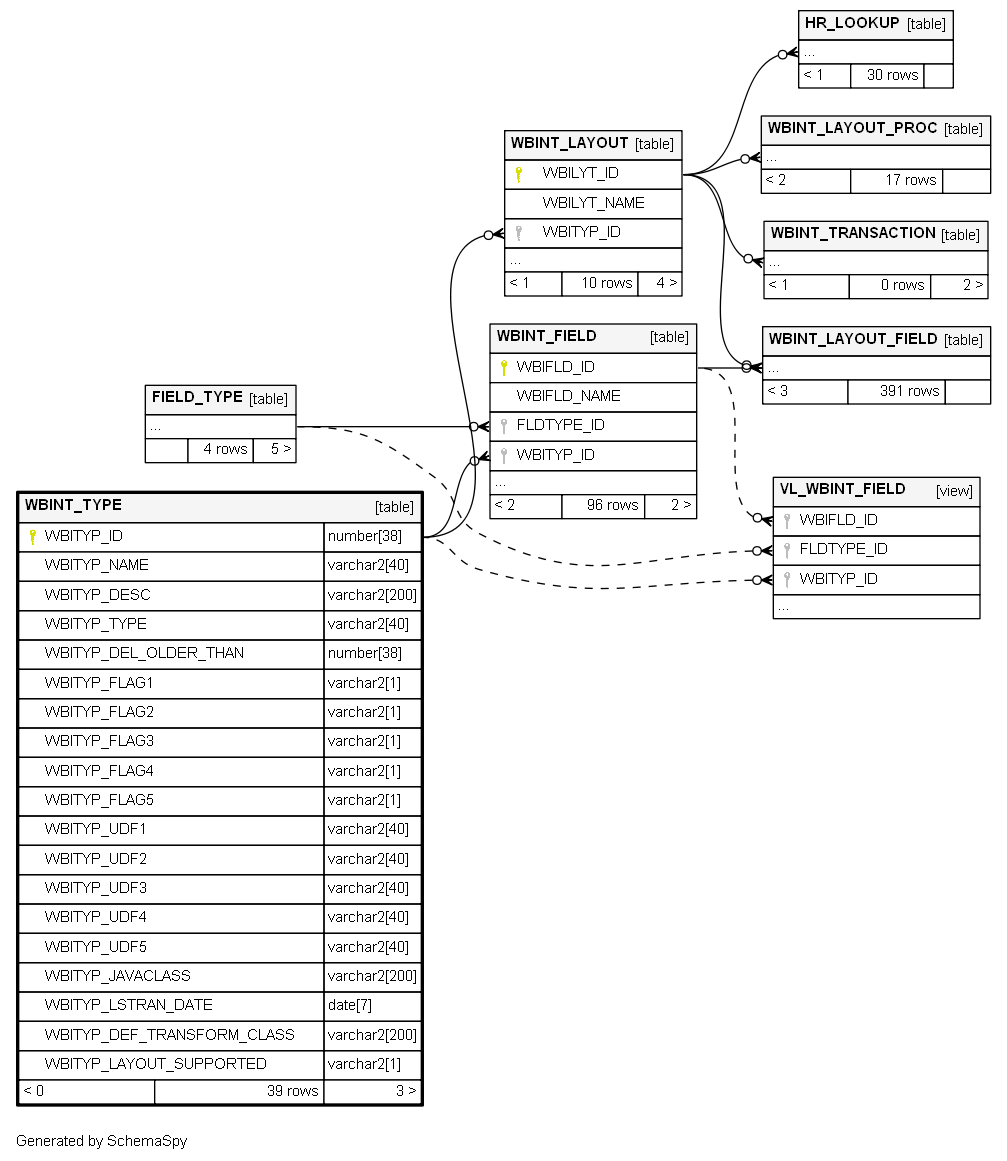 HR_LOOKUP [table]
...
< 1 30 rows
WBINT_LAYOUT_PROC [table]
...
< 2 17 rows
WBINT_LAYOUT [table]
WBILYT_ID
WBILYT_NAME
WBITYP_ID
...
< 1 10 rows 4 >
WBINT_TRANSACTION [table]
...
< 1 0 rows 2 >
WBINT_FIELD [table]
WBIFLD_ID
WBIFLD_NAME
FLDTYPE_ID
WBITYP_ID
...
< 2 96 rows 2 >
WBINT_LAYOUT_FIELD [table]
...
< 3 391 rows
FIELD_TYPE [table]
...
4 rows 5 >
VL_WBINT_FIELD [view]
WBIFLD_ID
FLDTYPE_ID
WBITYP_ID
...
WBINT_TYPE [table]
WBITYP_ID number[38]
WBITYP_NAME varchar2[40]
WBITYP_DESC varchar2[200]
WBITYP_TYPE varchar2[40]
WBITYP_DEL_OLDER_THAN number[38]
WBITYP_FLAG1 varchar2[1]
WBITYP_FLAG2 varchar2[1]
WBITYP_FLAG3 varchar2[1]
WBITYP_FLAG4 varchar2[1]
WBITYP_FLAG5 varchar2[1]
WBITYP_UDF1 varchar2[40]
WBITYP_UDF2 varchar2[40]
WBITYP_UDF3 varchar2[40]
WBITYP_UDF4 varchar2[40]
WBITYP_UDF5 varchar2[40]
WBITYP_JAVACLASS varchar2[200]
WBITYP_LSTRAN_DATE date[7]
WBITYP_DEF_TRANSFORM_CLASS varchar2[200]
WBITYP_LAYOUT_SUPPORTED varchar2[1]
< 0 39 rows 3 >
Generated by SchemaSpy